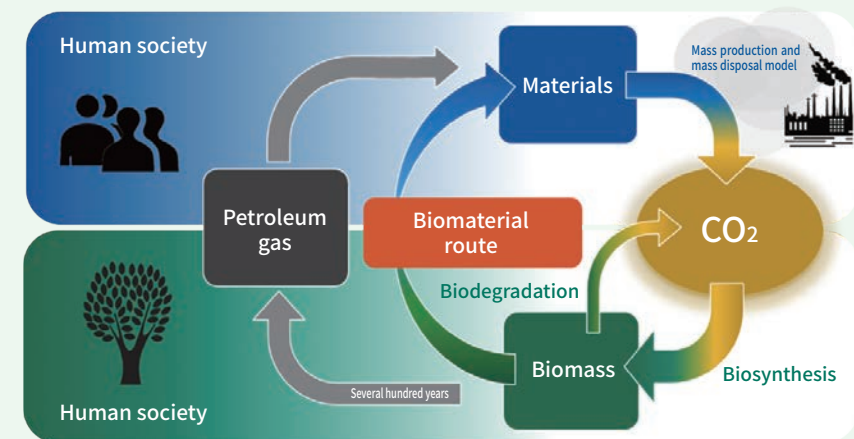 Human society
Mass production and
mass disposal model
Materials
Petroleum
gas
Biomaterial
route
CO₂
Biodegradation
Biomass
Biosynthesis
Several hundred years
Human society